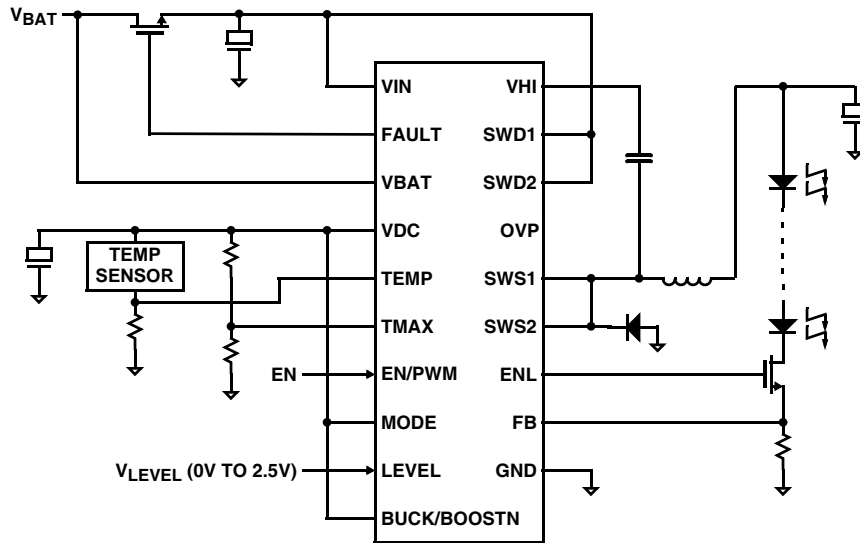 VBAT
VIN
VHI
FAULT
SWD1
VBAT
SWD2
VDC
OVP
TEMP
SENSOR
TEMP
SWS1
TMAX
SWS2
EN
EN/PWM
ENL
MODE
FB
VLEVEL (0V TO 2.5V)
LEVEL
GND
BUCK/BOOSTN